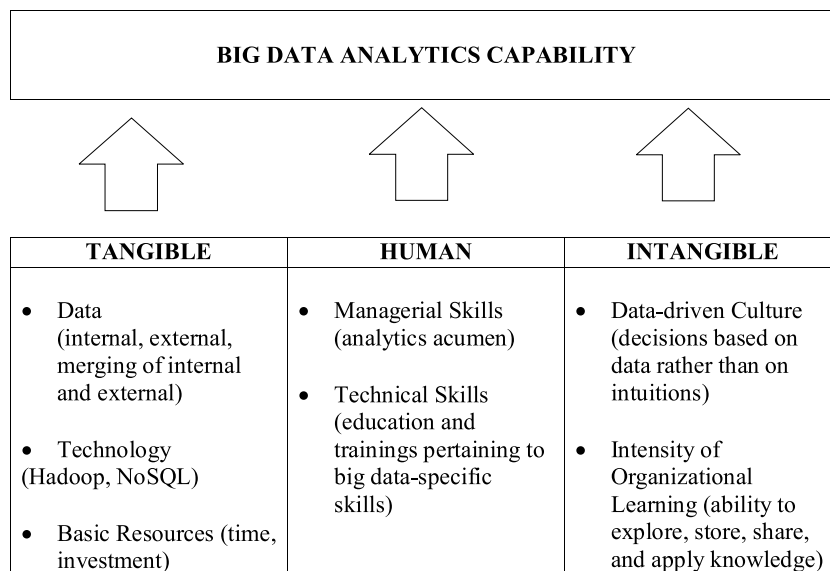 BIG DATA ANALYTICS CAPABILITY
TANGIBLE
• Data
(internal, external,
merging of internal
and external)
• Technology
(Hadoop, NoSQL)
• Basic Resources (time,
investment)
HUMAN
• Managerial Skills
(analytics acumen)
• Technical Skills
(education and
trainings pertaining to
big data-specific
skills)
INTANGIBLE
• Data-driven Culture
(decisions based on
data rather than on
intuitions)
• Intensity of
Organizational
Learning (ability to
explore, store, share,
and apply knowledge)